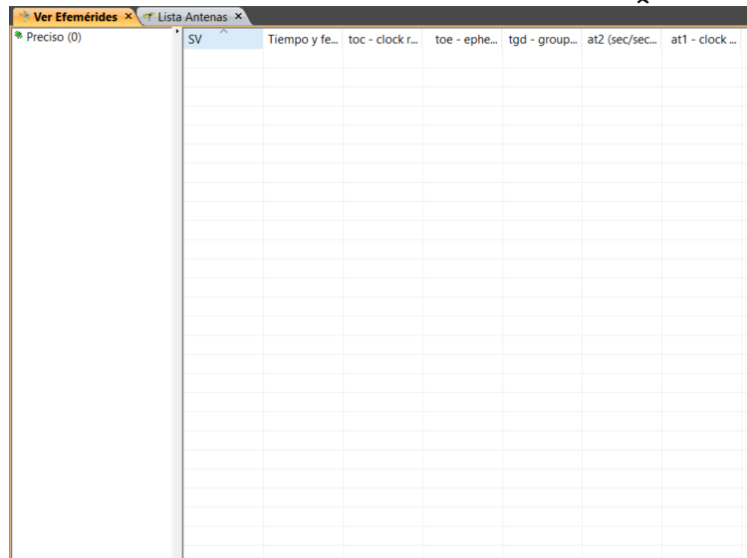 Ver Efemérides × Lista Antenas ×
Preciso (0)
SV Tiempo y fe... toc - clock r... toe - ephe... tgd - group... at2 (sec/sec... at1 - clock ...